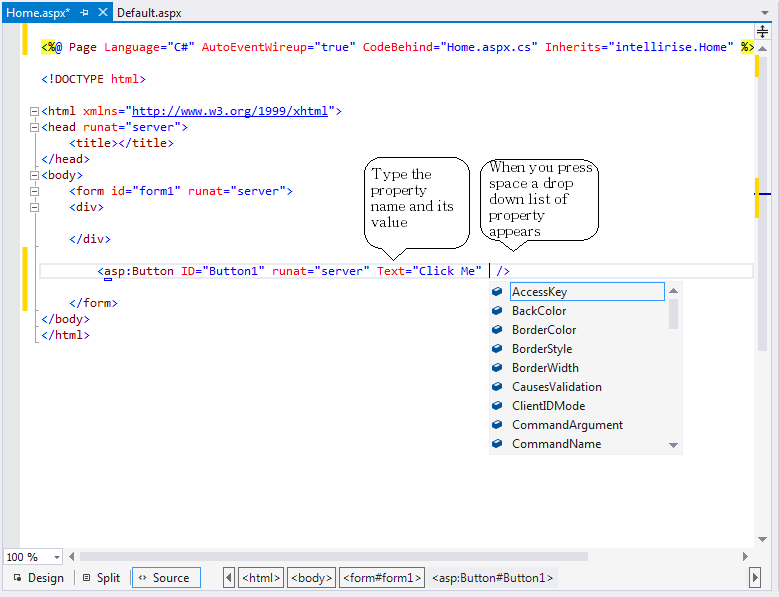 Home.aspx* Default.aspx
<%@ Page Language="C#" AutoEventWireup="true" CodeBehind="Home.aspx.cs" Inherits="intellirise.Home" %>
<!DOCTYPE html>
<html xmlns="http://www.w3.org/1999/xhtml">
<head runat="server">
<title></title>
</head>
<body>
<form id="form1" runat="server">
<div>
Type the
property
name and its
value
When you press
space a drop
down list of
property
appears
</div>
<asp:Button ID="Button1" runat="server" Text="Click Me" />
AccessKey
BackColor
BorderColor
BorderStyle
BorderWidth
CausesValidation
ClientIDMode
CommandArgument
CommandName
</form>
</body>
</html>
100 %
Design Split Source <html> <body> <form#form1> <asp:Button#Button1>